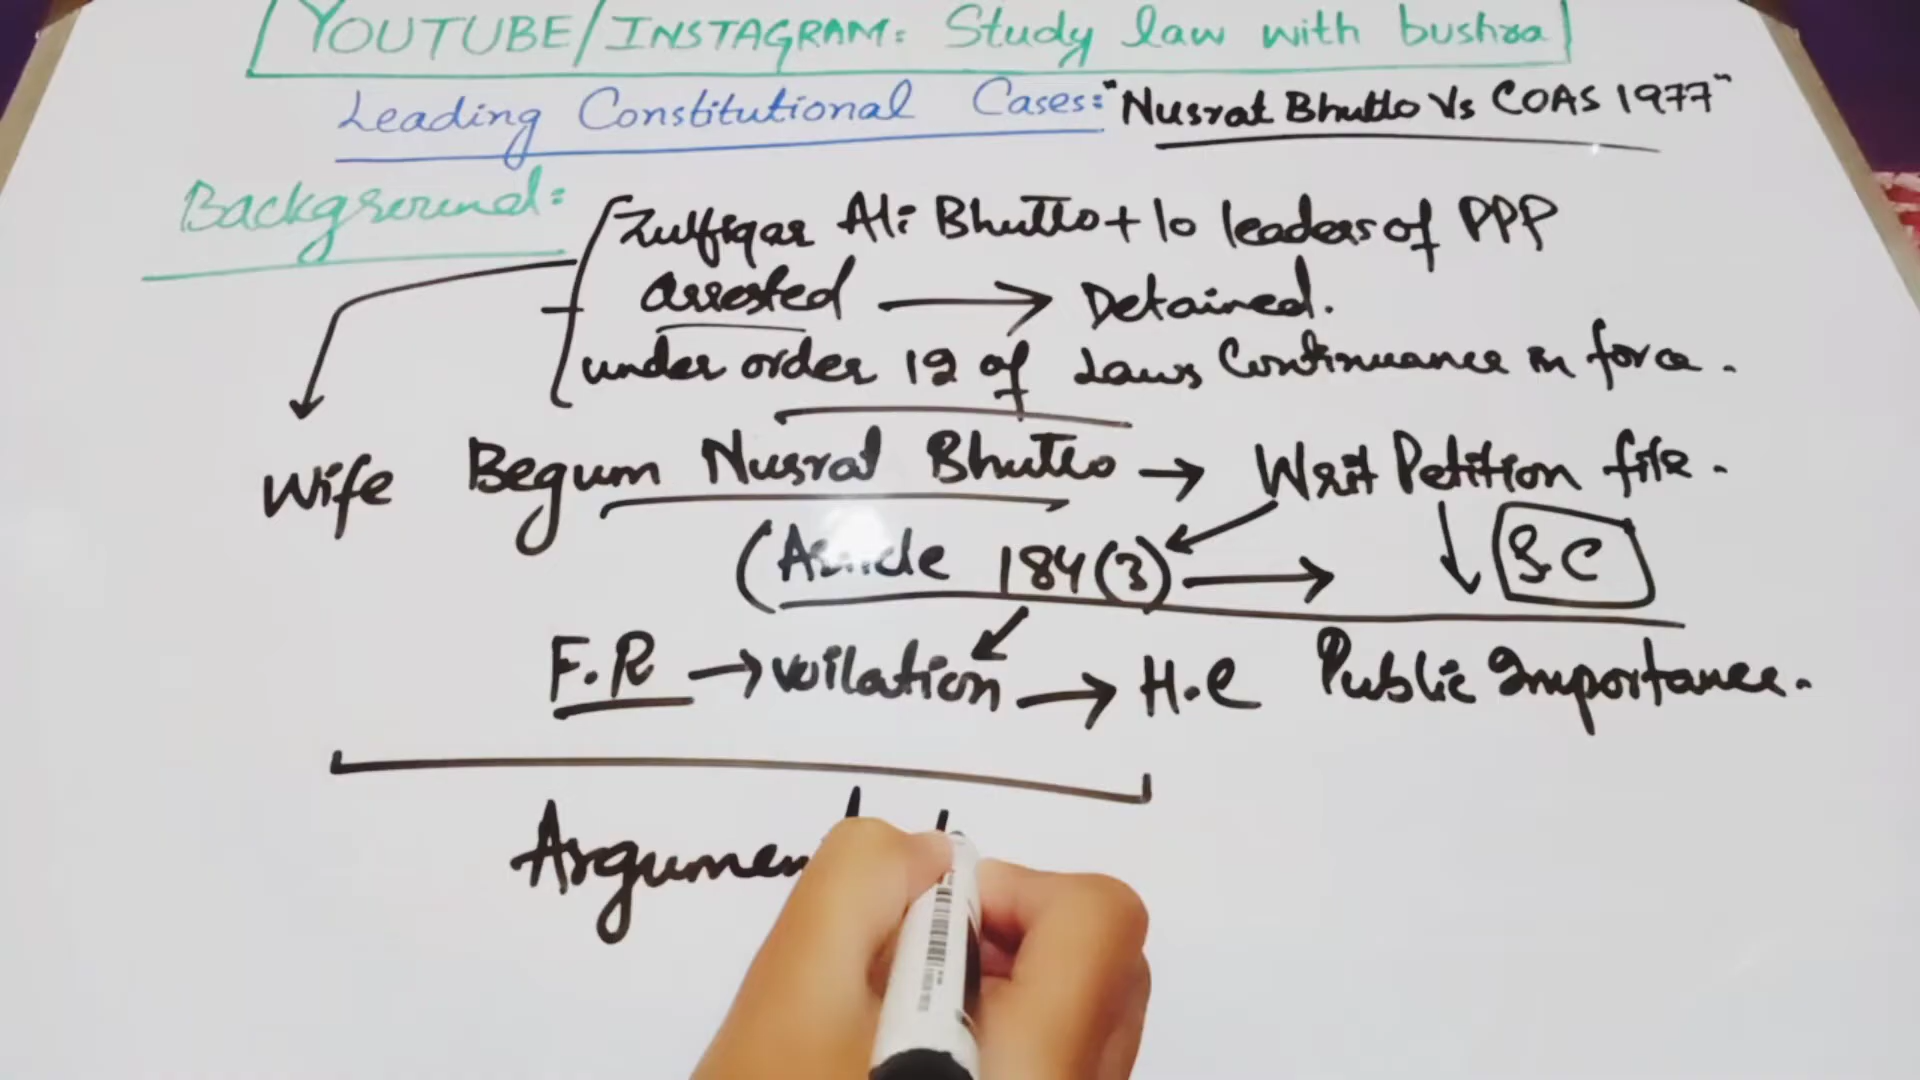 YOUTUBE/INSTAGRAM: Study law with bushra
Leading Constitutional Cases: "Nusrat Bhutto Vs COAS 1977"
Background:
Zulfiqar Ali Bhutto + 10 leaders of PPP
arrested → Detained.
under order 12 of Laws Continuance in force.
Wife Begum Nusrat Bhutto → Writ Petition file.
(Article 184(3) → S.C
F.R → voilation → H.C Public Importance.
Argument